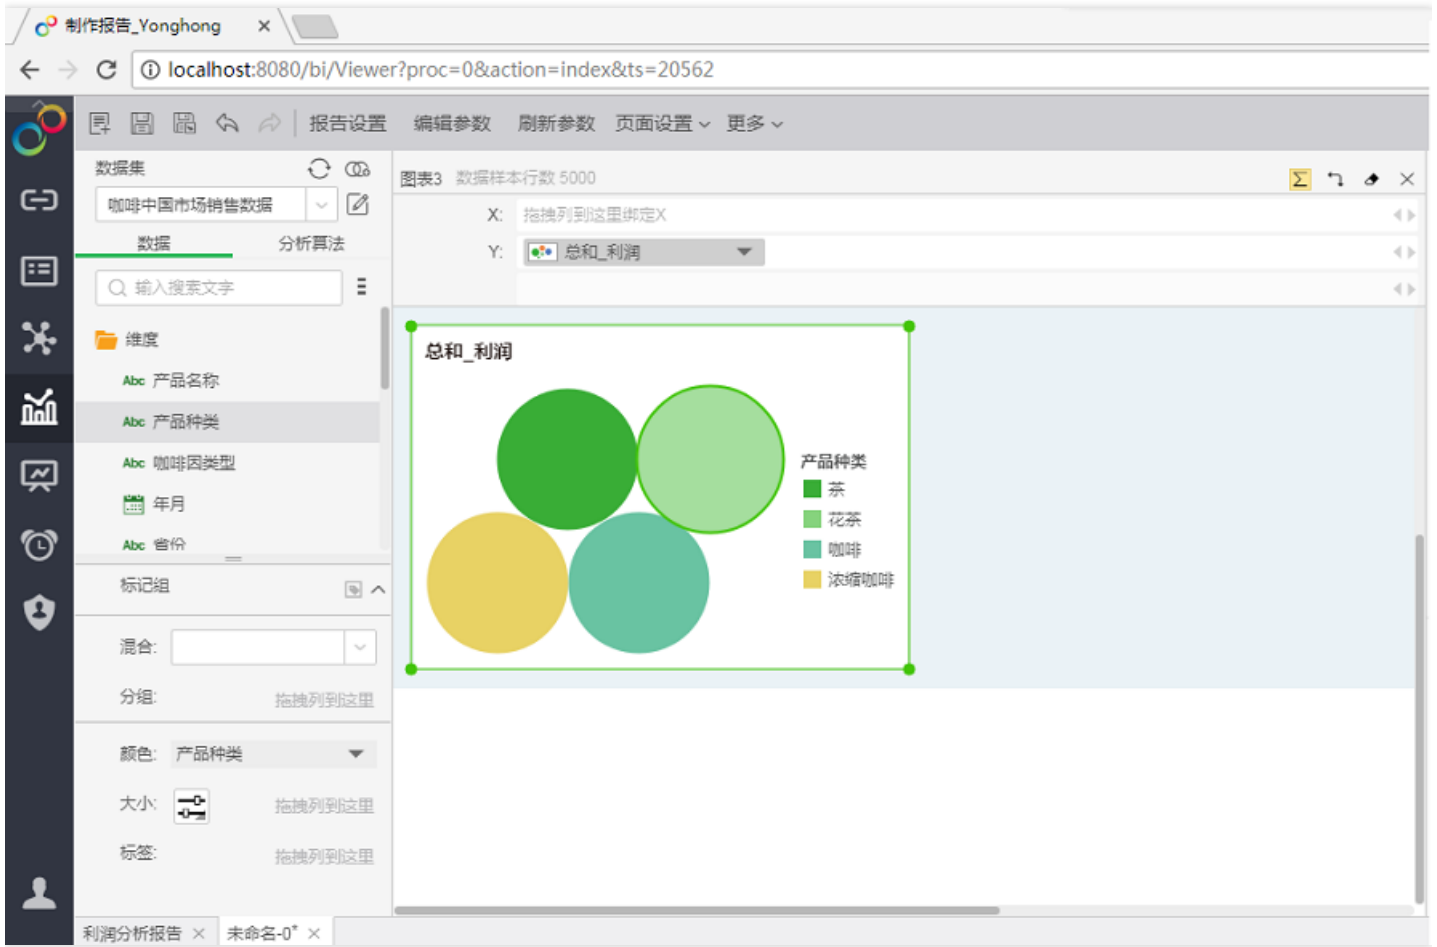 制作报告_Yonghong
localhost:8080/bi/Viewer?proc=0&action=index&ts=20562
报告设置 编辑参数 刷新参数 页面设置 更多
数据集
咖啡中国市场销售数据
数据 分析算法
输入搜索文字
维度
Abc 产品名称
Abc 产品种类
Abc 咖啡因类型
年月
Abc 省份
标记组
混合:
分组: 拖拽列到这里
颜色: 产品种类
大小: 拖拽列到这里
标签: 拖拽列到这里
图表3 数据样本行数 5000
X: 拖拽列到这里绑定X
Y: 总和_利润
总和_利润
产品种类
茶
花茶
咖啡
浓缩咖啡
利润分析报告 未命名-0*